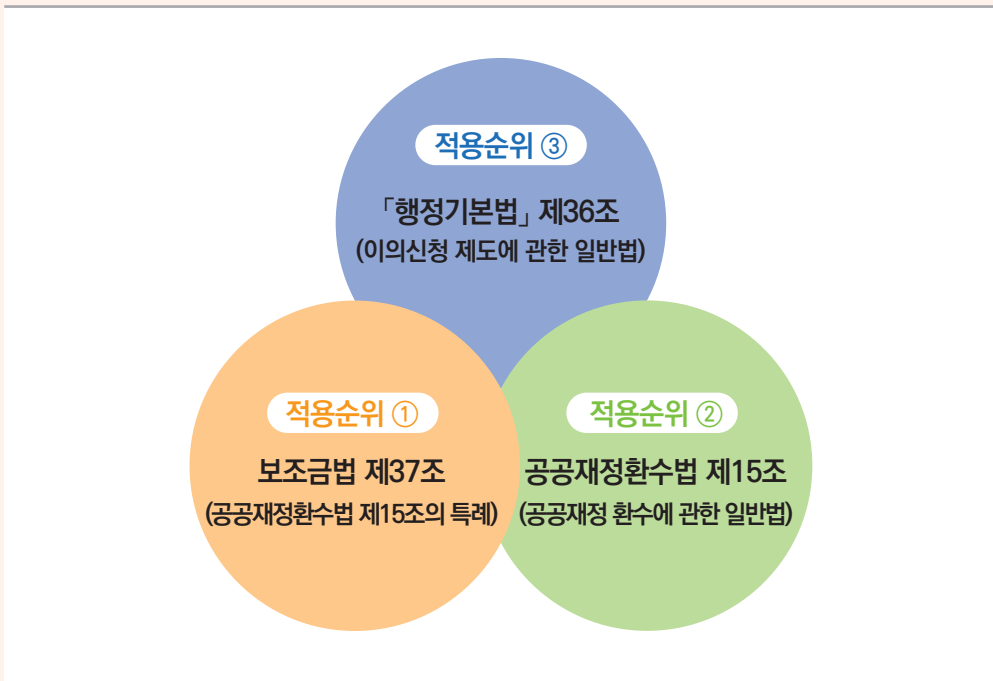 적용순위 ③
「행정기본법」 제36조
(이의신청 제도에 관한 일반법)
적용순위 ①
보조금법 제37조
(공공재정환수법 제15조의 특례)
적용순위 ②
공공재정환수법 제15조
(공공재정 환수에 관한 일반법)